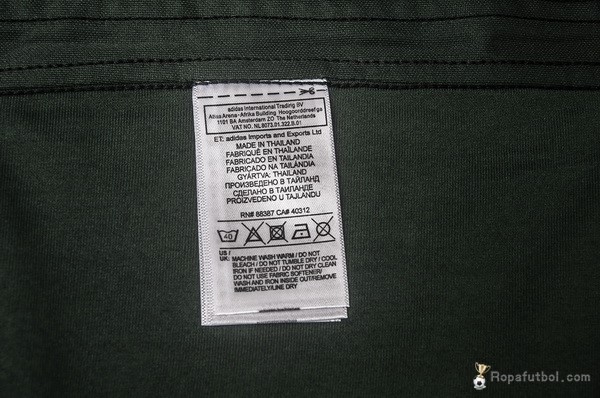 adidas International Trading BV
Atlas Arena-Afrika Building Hoogoorddreef 9a
1101 BA Amsterdam ZO The Netherlands
VAT NO. NL8073.01.322.B.01
ET: adidas Imports and Exports Ltd
MADE IN THAILAND
FABRIQUÉ EN THAÏLANDE
FABRICADO EN TAILANDIA
FABRICADO NA TAILÂNDIA
GYÁRTVA: THAILAND
ПРОИЗВЕДЕНО В ТАЙЛАНД
СДЕЛАНО В ТАИЛАНДЕ
PROIZVEDENO U TAJLANDU
RN# 88387 CA# 40312
40
US /
UK: MACHINE WASH WARM / DO NOT
BLEACH / DO NOT TUMBLE DRY / COOL
IRON IF NEEDED / DO NOT DRY CLEAN
DO NOT USE FABRIC SOFTENER/
WASH AND IRON INSIDE OUT/REMOVE
IMMEDIATELY/LINE DRY
Ropafutbol.com